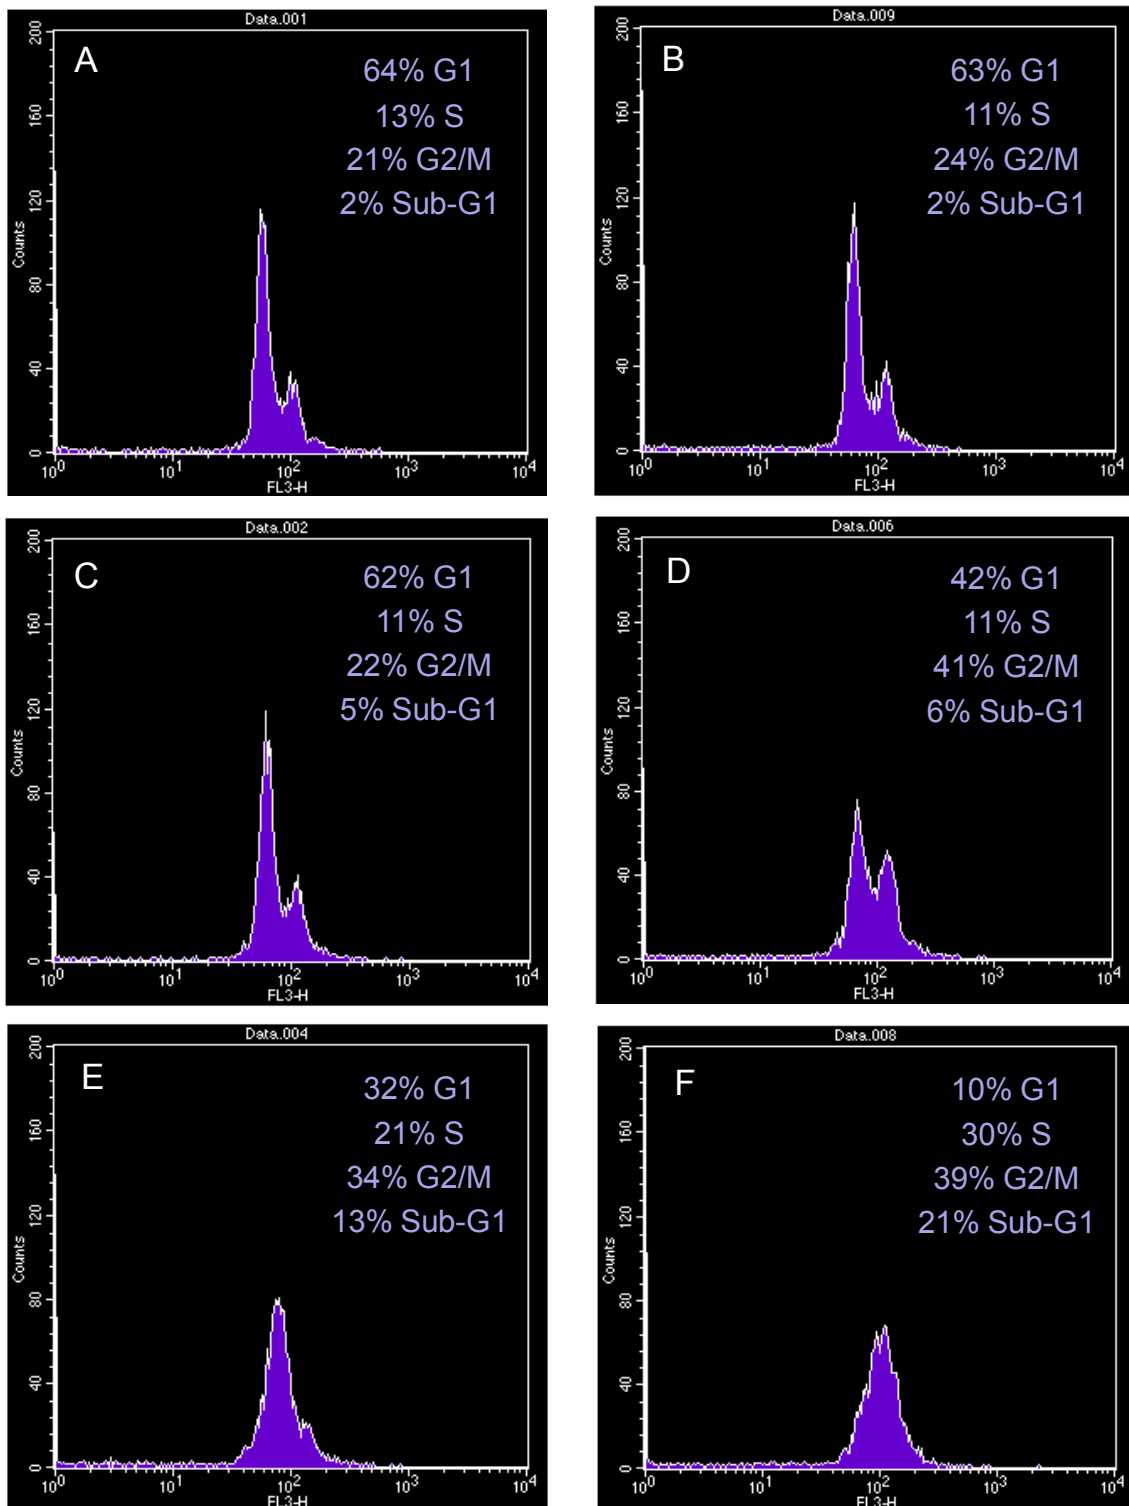 Data.001
A
64% G1
13% S
21% G2/M
2% Sub-G1
Counts
200
160
120
80
40
0
10^0 10^1 10^2 10^3 10^4
FL3-H
Data.009
B
63% G1
11% S
24% G2/M
2% Sub-G1
Counts
200
160
120
80
40
0
10^0 10^1 10^2 10^3 10^4
FL3-H
Data.002
C
62% G1
11% S
22% G2/M
5% Sub-G1
Counts
200
160
120
80
40
0
10^0 10^1 10^2 10^3 10^4
FL3-H
Data.006
D
42% G1
11% S
41% G2/M
6% Sub-G1
Counts
200
160
120
80
40
0
10^0 10^1 10^2 10^3 10^4
FL3-H
Data.004
E
32% G1
21% S
34% G2/M
13% Sub-G1
Counts
200
160
120
80
40
0
10^0 10^1 10^2 10^3 10^4
FL3-H
Data.008
F
10% G1
30% S
39% G2/M
21% Sub-G1
Counts
200
160
120
80
40
0
10^0 10^1 10^2 10^3 10^4
FL3-H